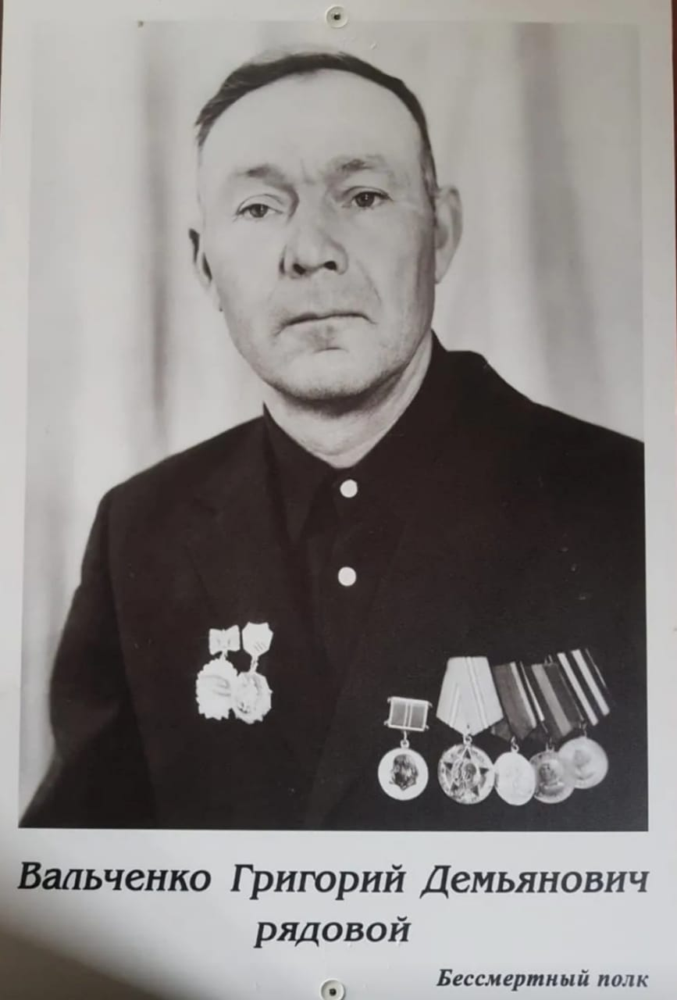 Вальченко Григорий Демьянович
рядовой
Бессмертный полк